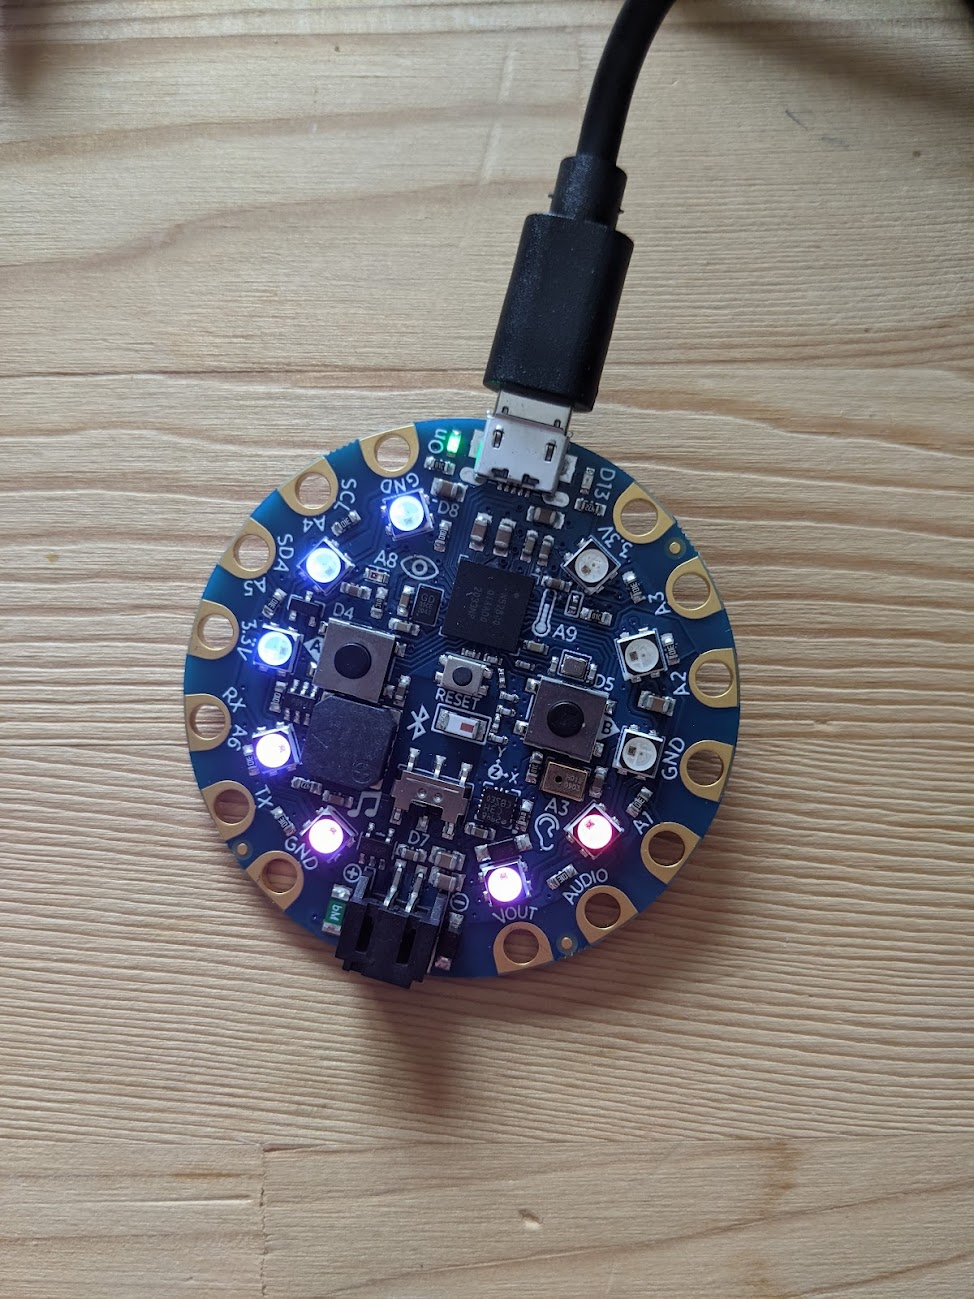 On
D13
GND
D8
3.3V
SCL
A4
A3
SDA
A5
A8
A9
D4
A
3.3V
A2
RESET
D5
B
RX
A6
GND
Y
Z
X
TX
A3
A1
GND
D7
AUDIO
VOUT
+
-